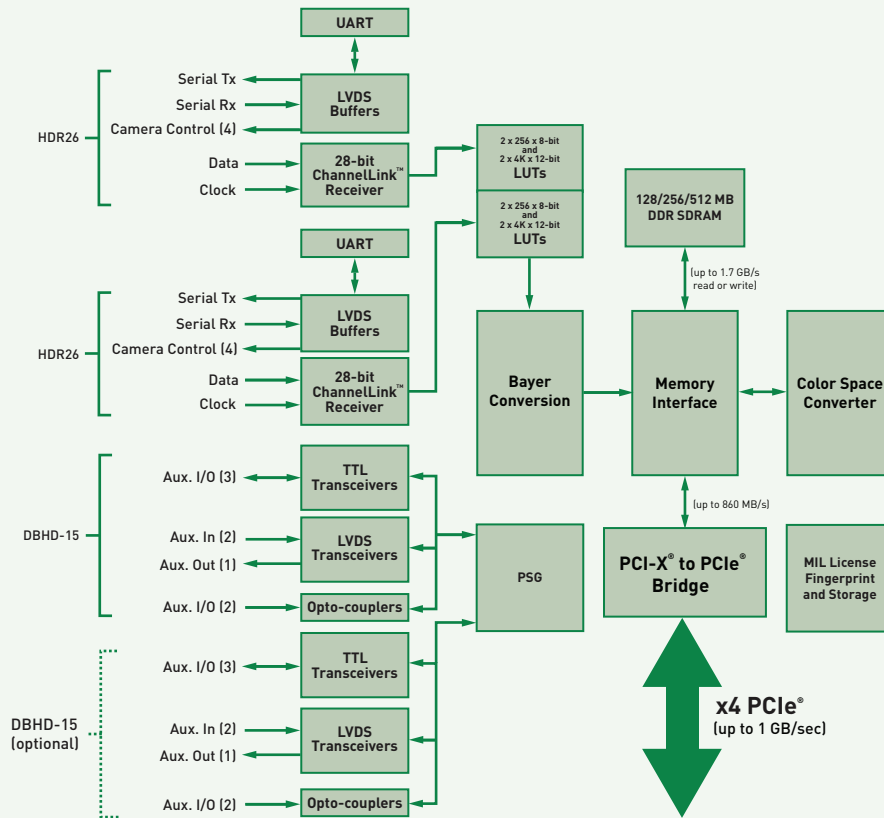 UART
Serial Tx
Serial Rx
Camera Control (4)
LVDS
Buffers
HDR26
Data
Clock
28-bit
ChannelLink™
Receiver
2 x 256 x 8-bit
and
2 x 4K x 12-bit
LUTs
2 x 256 x 8-bit
and
2 x 4K x 12-bit
LUTs
128/256/512 MB
DDR SDRAM
(up to 1.7 GB/s
read or write)
UART
Serial Tx
Serial Rx
Camera Control (4)
LVDS
Buffers
HDR26
Data
Clock
28-bit
ChannelLink™
Receiver
Bayer
Conversion
Memory
Interface
Color Space
Converter
(up to 860 MB/s)
DBHD-15
Aux. I/O (3)
TTL
Transceivers
Aux. In (2)
Aux. Out (1)
LVDS
Transceivers
Aux. I/O (2)
Opto-couplers
PSG
PCI-X® to PCIe®
Bridge
MIL License
Fingerprint
and Storage
DBHD-15
(optional)
Aux. I/O (3)
TTL
Transceivers
Aux. In (2)
Aux. Out (1)
LVDS
Transceivers
Aux. I/O (2)
Opto-couplers
x4 PCIe®
(up to 1 GB/sec)